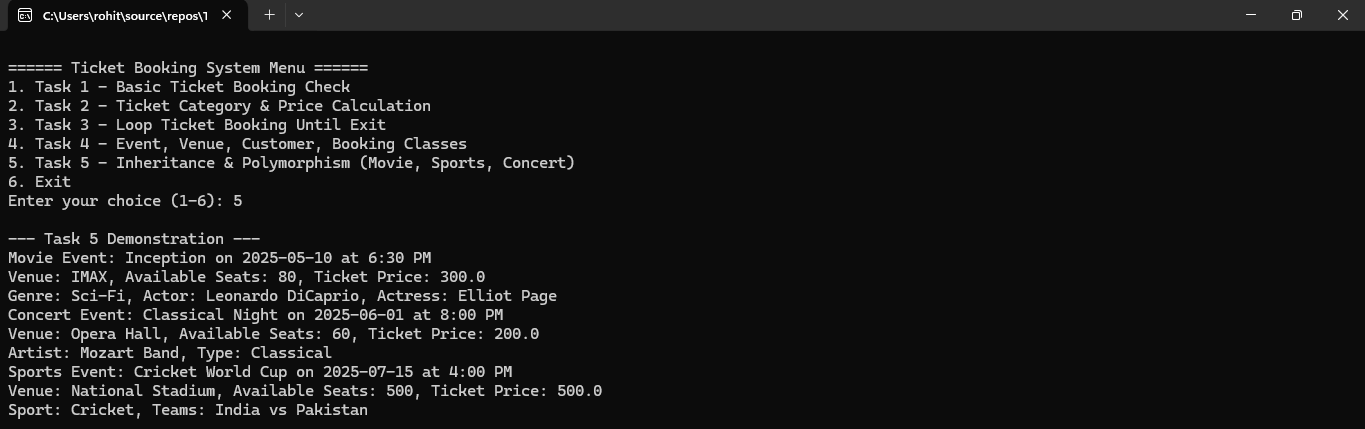 C:\Users\rohit\source\repos\T
====== Ticket Booking System Menu ======
1. Task 1 - Basic Ticket Booking Check
2. Task 2 - Ticket Category & Price Calculation
3. Task 3 - Loop Ticket Booking Until Exit
4. Task 4 - Event, Venue, Customer, Booking Classes
5. Task 5 - Inheritance & Polymorphism (Movie, Sports, Concert)
6. Exit
Enter your choice (1-6): 5
--- Task 5 Demonstration ---
Movie Event: Inception on 2025-05-10 at 6:30 PM
Venue: IMAX, Available Seats: 80, Ticket Price: 300.0
Genre: Sci-Fi, Actor: Leonardo DiCaprio, Actress: Elliot Page
Concert Event: Classical Night on 2025-06-01 at 8:00 PM
Venue: Opera Hall, Available Seats: 60, Ticket Price: 200.0
Artist: Mozart Band, Type: Classical
Sports Event: Cricket World Cup on 2025-07-15 at 4:00 PM
Venue: National Stadium, Available Seats: 500, Ticket Price: 500.0
Sport: Cricket, Teams: India vs Pakistan